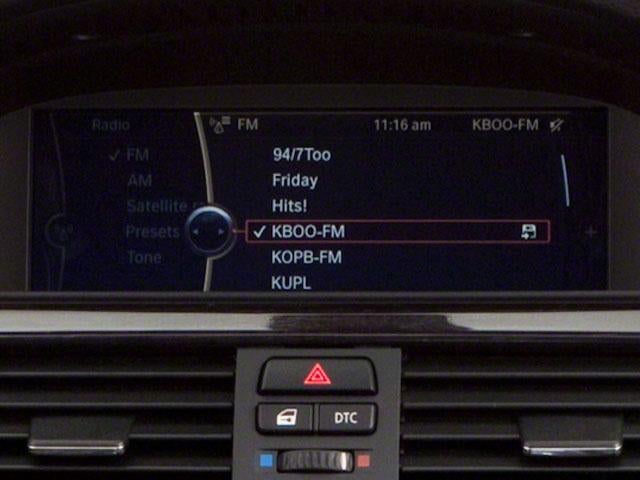 Radio
FM 11:16 am KBOO-FM
FM
AM
Satellite
Presets
Tone
94/7Too
Friday
Hits!
KBOO-FM
KOPB-FM
KUPL
DTC